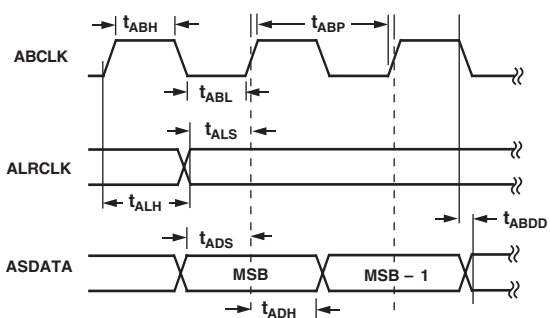 tABH
tABP
ABCLK
tABL
tALS
ALRCLK
tALH
tABDD
tADS
ASDATA
MSB
MSB – 1
tADH